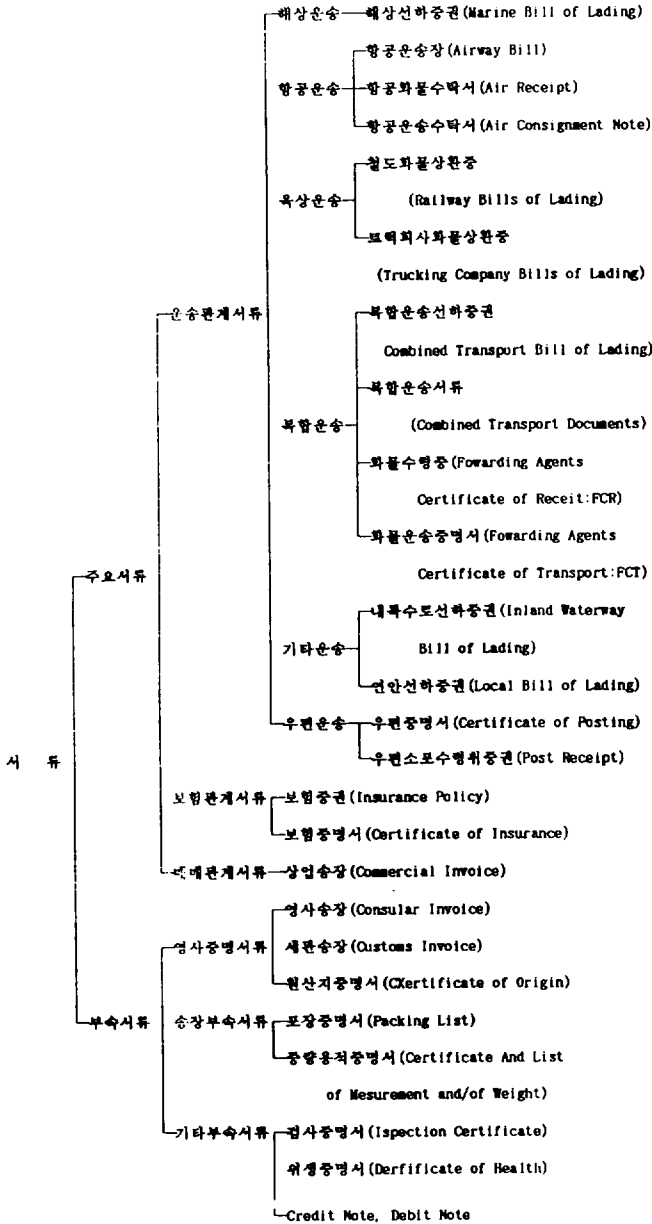 해상운송 해상선하증권(Marine Bill of Lading)
항공운송장(Airway Bill)
항공운송 항공화물수탁서(Air Receipt)
항공운송수탁서(Air Consignment Note)
철도화물상환증
육상운송 (Railway Bills of Lading)
트럭회사화물상환증
(Trucking Company Bills of Lading)
운송관계서류 복합운송선하증권
Combined Transport Bill of Lading)
복합운송서류
복합운송 (Combined Transport Documents)
화물수령증(Fowarding Agents
Certificate of Receit:FCR)
화물운송증명서(Fowarding Agents
주요서류 Certificate of Transport:FCT)
내륙수로선하증권(Inland Waterway
기타운송 Bill of Lading)
연안선하증권(Local Bill of Lading)
우편운송 우편증명서(Certificate of Posting)
서 류 우편소포수령위증권(Post Receipt)
보험관계서류 보험증권(Insurance Policy)
보험증명서(Certificate of Insurance)
매매관계서류 상업송장(Commercial Invoice)
영사송장(Consular Invoice)
영사증명서류 세관송장(Customs Invoice)
원산지증명서(CXertificate of Origin)
부속서류 송장부속서류 포장증명서(Packing List)
중량용적증명서(Certificate And List
of Mesurement and/of Weight)
기타부속서류 검사증명서(Ispection Certificate)
위생증명서(Derfificate of Health)
Credit Note, Debit Note